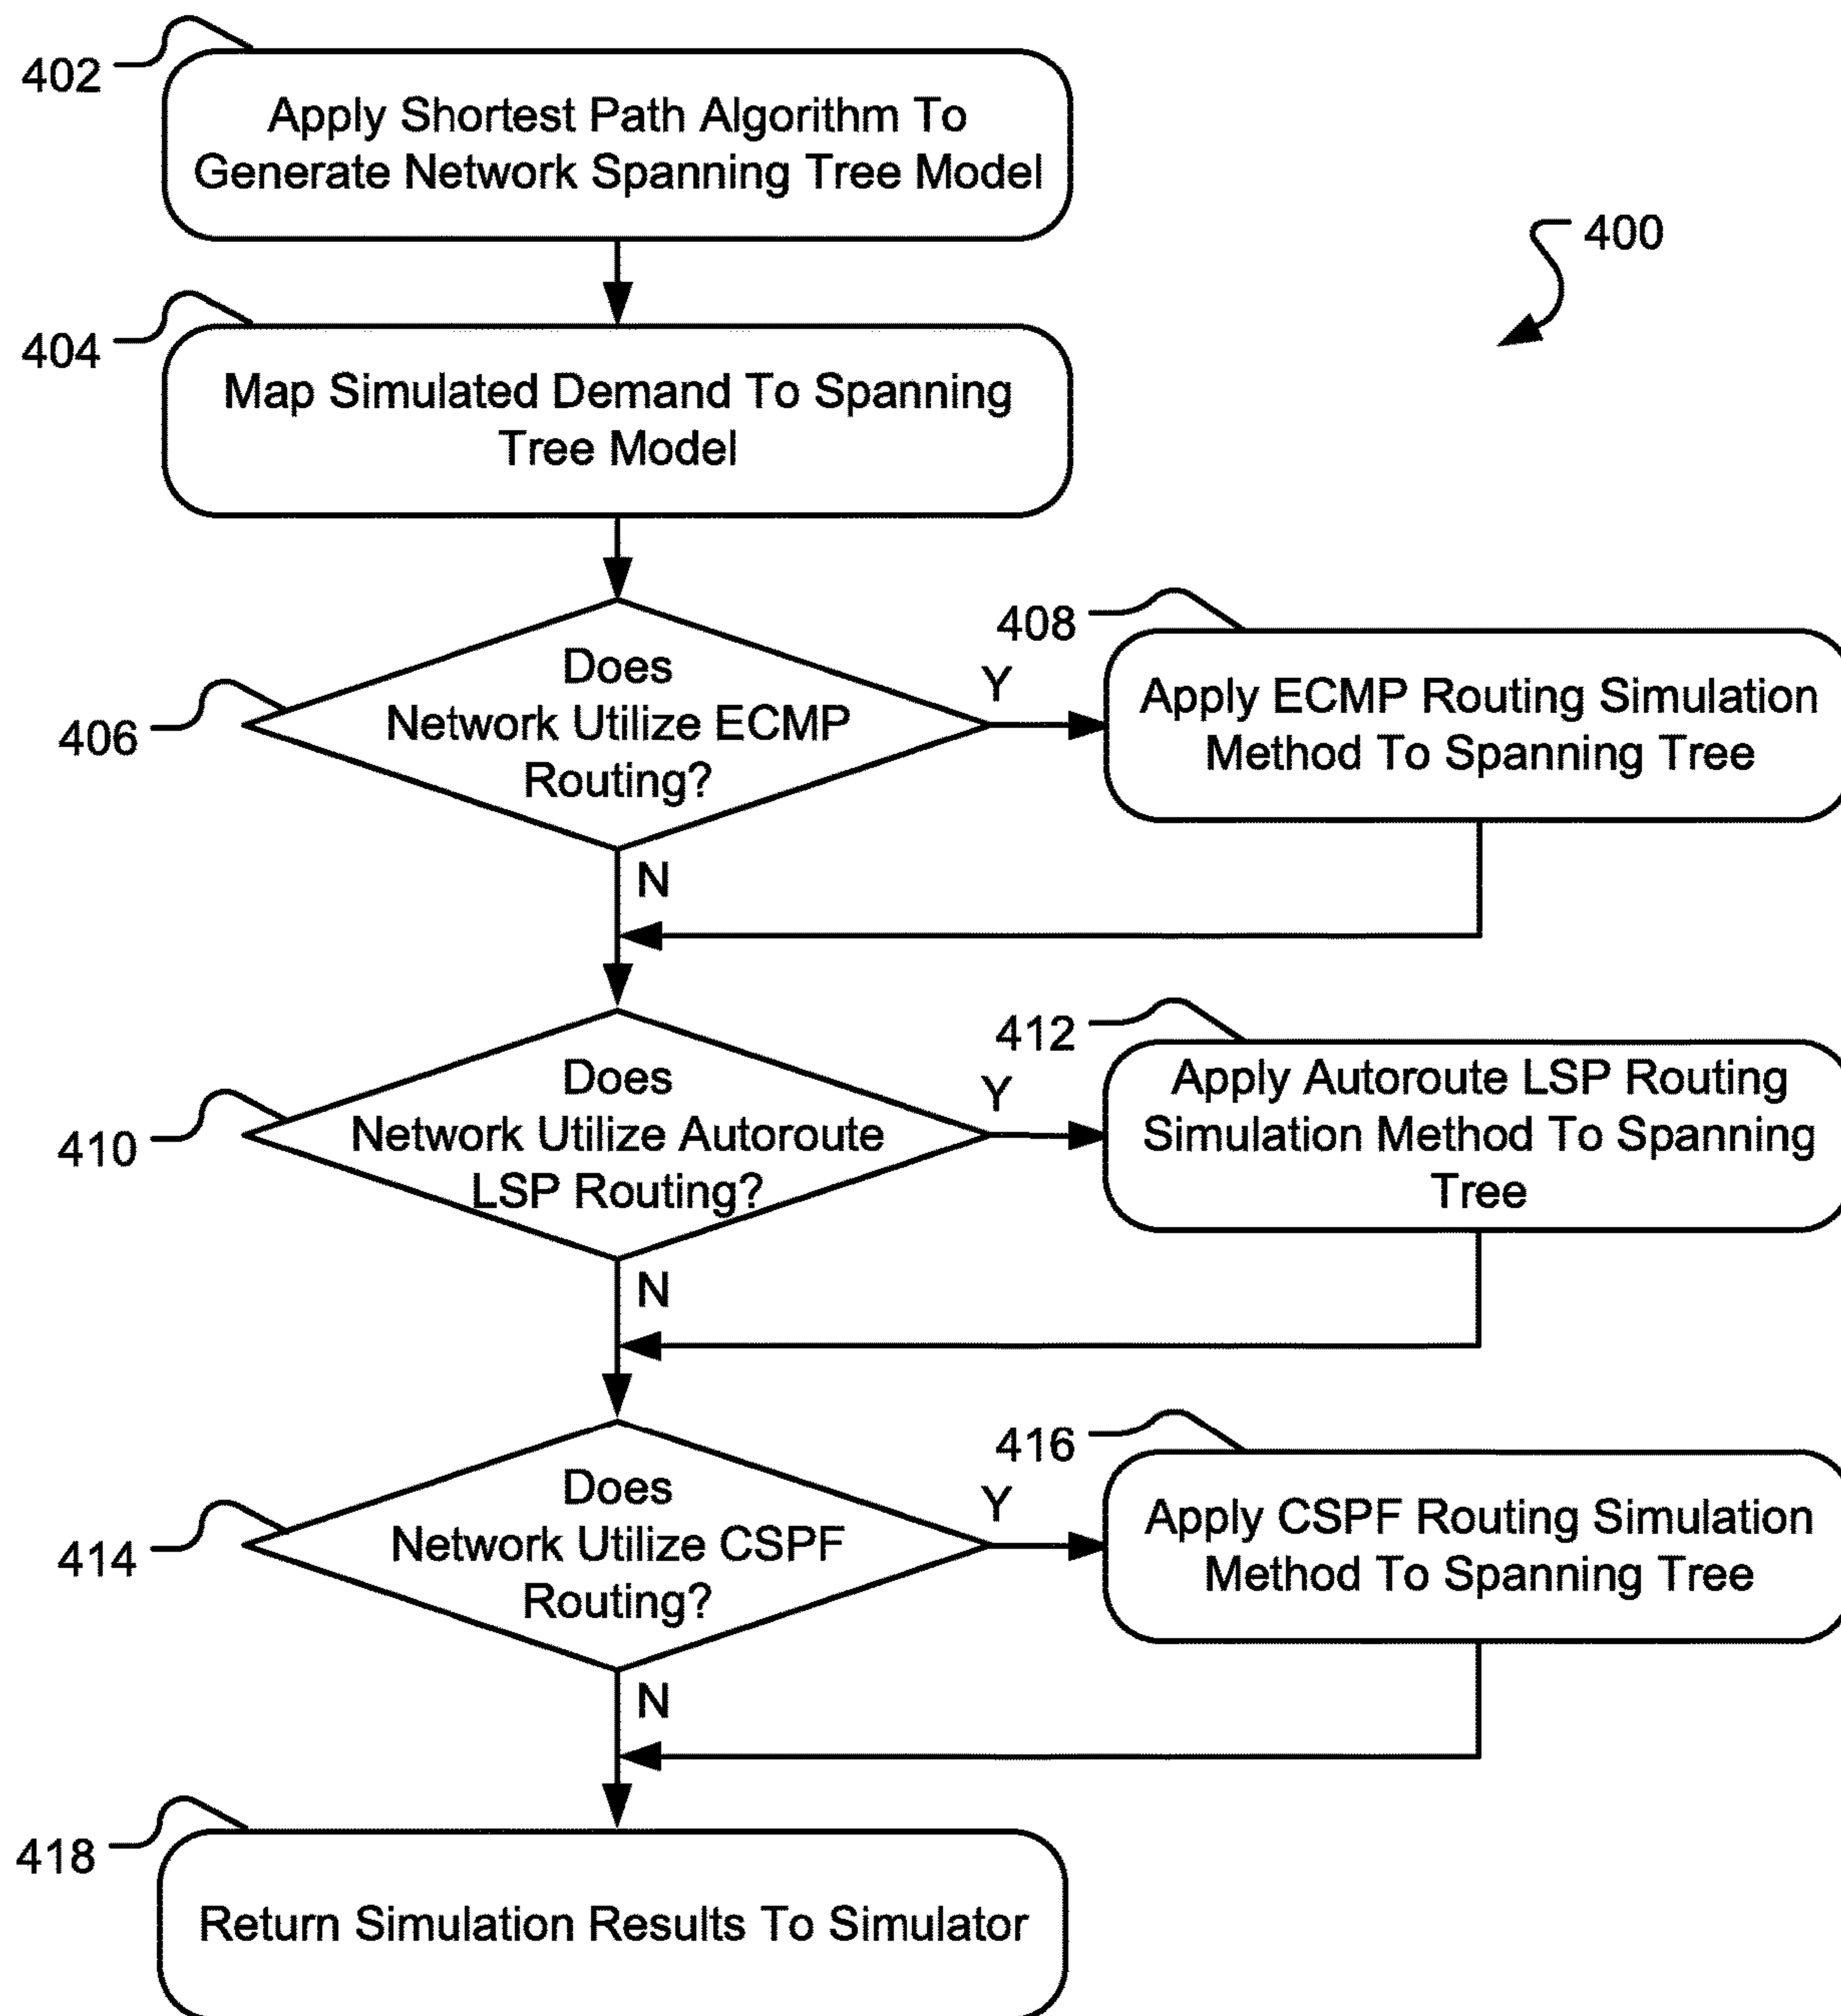 402
Apply Shortest Path Algorithm To
Generate Network Spanning Tree Model
400
404
Map Simulated Demand To Spanning
Tree Model
406
Does
Network Utilize ECMP
Routing?
Y
N
408
Apply ECMP Routing Simulation
Method To Spanning Tree
410
Does
Network Utilize Autoroute
LSP Routing?
Y
N
412
Apply Autoroute LSP Routing
Simulation Method To Spanning
Tree
414
Does
Network Utilize CSPF
Routing?
Y
N
416
Apply CSPF Routing Simulation
Method To Spanning Tree
418
Return Simulation Results To Simulator